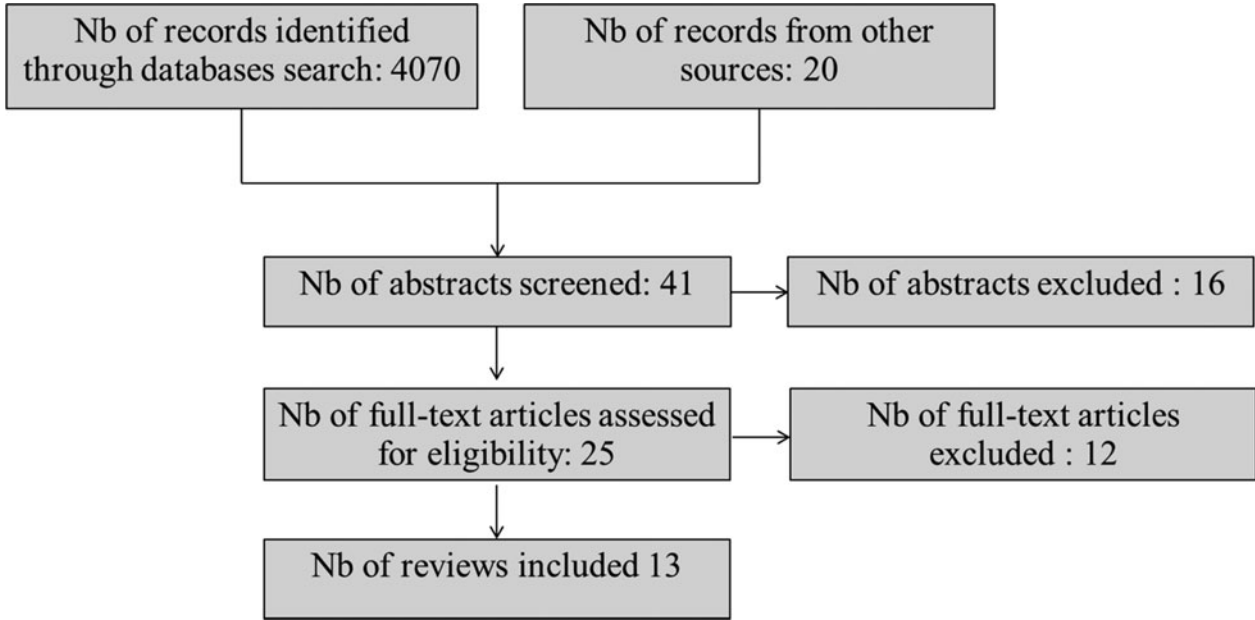 Nb of records identified
through databases search: 4070
Nb of records from other
sources: 20
Nb of abstracts screened: 41
Nb of abstracts excluded : 16
Nb of full-text articles assessed
for eligibility: 25
Nb of full-text articles
excluded : 12
Nb of reviews included 13